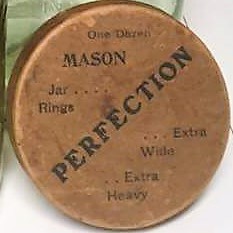 One Dozen
MASON
Jar ....
Rings
PERFECTION
... Extra
Wide
.. Extra
Heavy